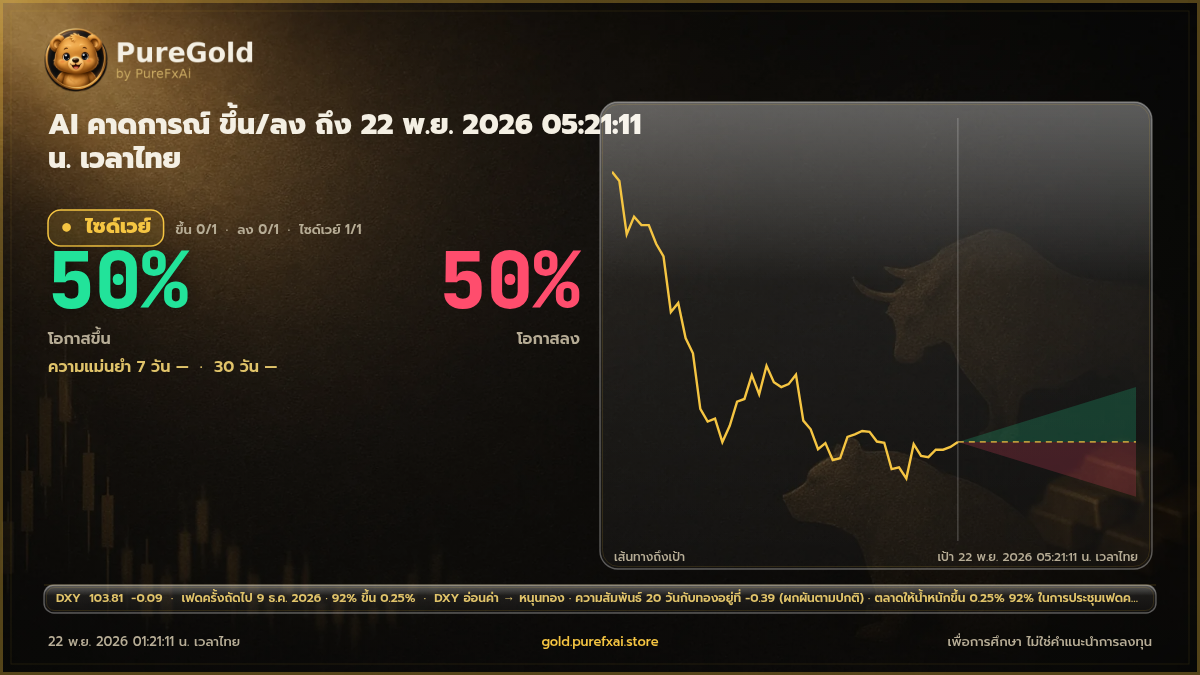 PureGold
by PureFxAi
AI คาดการณ์ ขึ้น/ลง ถึง 22 พ.ย. 2026 05:21:11
น. เวลาไทย
ไซด์เวย์
ขึ้น 0/1 · ลง 0/1 · ไซด์เวย์ 1/1
50% 50%
โอกาสขึ้น โอกาสลง
ความแม่นยำ 7 วัน — · 30 วัน —
เส้นทางถึงเป้า เป้า 22 พ.ย. 2026 05:21:11 น. เวลาไทย
DXY 103.81 -0.09 · เฟดครั้งถัดไป 9 ธ.ค. 2026 · 92% ขึ้น 0.25% · DXY อ่อนค่า → หนุนทอง · ความสัมพันธ์ 20 วันกับทองอยู่ที่ -0.39 (ผกผันตามปกติ) · ตลาดให้น้ำหนักขึ้น 0.25% 92% ในการประชุมเฟดค...
22 พ.ย. 2026 01:21:11 น. เวลาไทย gold.purefxai.store เพื่อการศึกษา ไม่ใช่คำแนะนำการลงทุน